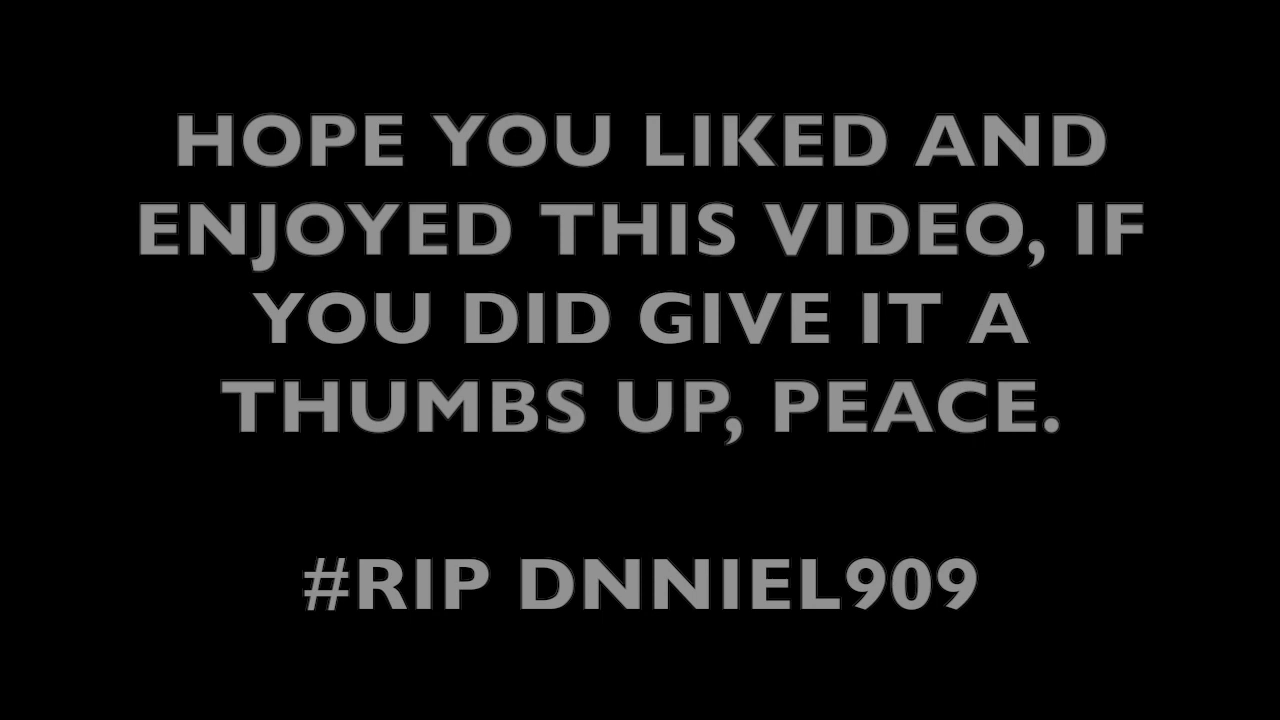 HOPE YOU LIKED AND
ENJOYED THIS VIDEO, IF
YOU DID GIVE IT A
THUMBS UP, PEACE.
#RIP DNNIEL909